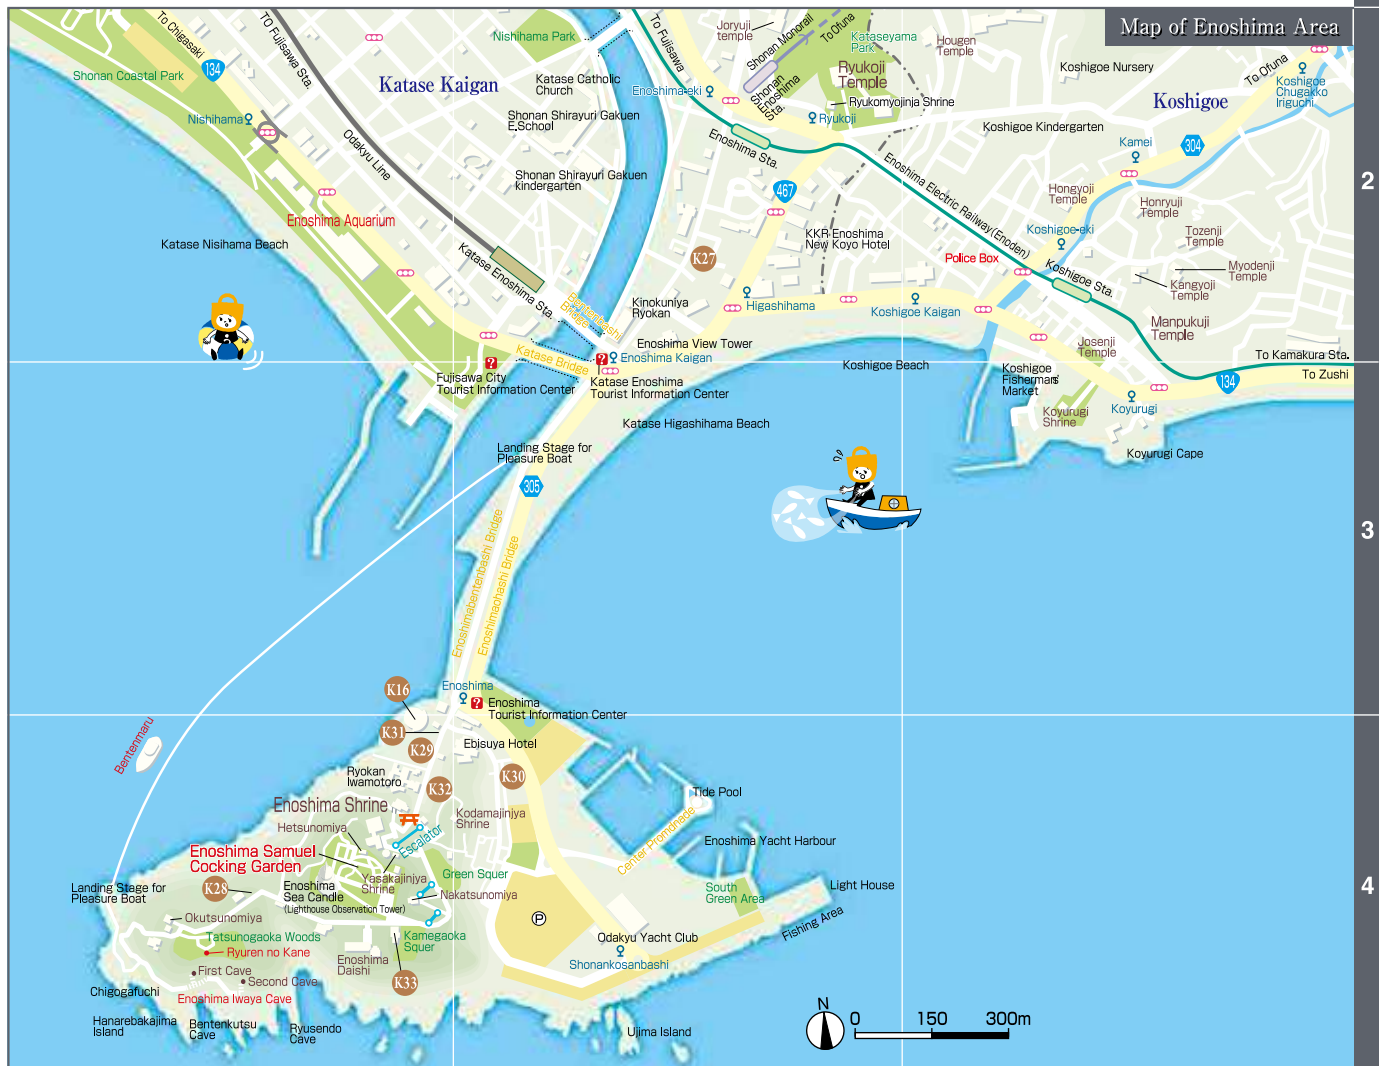 Map of Enoshima Area
To Chigasaki
TO Fujisawa Sta.
134
Shonan Coastal Park
Nishihama
Katase Kaigan
Odakyu Line
Nishihama Park
Katase Catholic
Church
Shonan Shirayuri Gakuen
E.School
Shonan Shirayuri Gakuen
kindergarten
To Fujisawa
Enoshima-eki
Joryuji
temple
Shonan Monorail
To Ofuna
Shonan
Enoshima
Sta.
Kataseyama
Park
Ryukoji
Temple
Ryukomyojinja Shrine
Ryukoji
Hougen
Temple
Koshigoe Nursery
Koshigoe
To Ofuna
Koshigoe
Chugakko
Iriguchi
Koshigoe Kindergarten
Kamei
304
Enoshima Sta.
467
Enoshima Electric Railway(Enoden)
Hongyoji
Temple
Honryuji
Temple
Tozenji
Temple
Koshigoe-eki
Myodenji
Temple
Kangyoji
Temple
Police Box
Koshigoe Sta.
Manpukuji
Temple
Josenji
Temple
2
Enoshima Aquarium
Katase Nisihama Beach
Katase Enoshima Sta.
K27
KKR Enoshima
New Koyo Hotel
Higashihama
Koshigoe Kaigan
Kinokuniya
Ryokan
Bentenbashi
Bridge
Enoshima View Tower
Enoshima Kaigan
Katase Bridge
?
?
Fujisawa City
Tourist Information Center
Katase Enoshima
Tourist Information Center
Koshigoe Beach
Koshigoe
Fisherman's
Market
To Kamakura Sta.
To Zushi
134
Koyurugi
Koyurugi
Shrine
Koyurugi Cape
Katase Higashihama Beach
Landing Stage for
Pleasure Boat
305
3
Enoshimabentenbashi Bridge
Enoshimaohashi Bridge
Enoshima
?
Enoshima
Tourist Information Center
K16
K31
K29
Ebisuya Hotel
K30
K32
Ryokan
Iwamotoro
Bentenmaru
Enoshima Shrine
Hetsunomiya
Kodamajinjya
Shrine
Escalator
Enoshima Samuel
Cocking Garden
Yasakajinjya
Shrine
Green Squer
Nakatsunomiya
K28
Enoshima
Sea Candle
(Lighthouse Observation Tower)
Landing Stage for
Pleasure Boat
Okutsunomiya
Tatsunogaoka Woods
Ryuren no Kane
Kamegaoka
Squer
Enoshima
Daishi
K33
First Cave
Second Cave
Enoshima Iwaya Cave
Chigogafuchi
Hanarebakajima
Island
Bentenkutsu
Cave
Ryusendo
Cave
Tide Pool
Center Promdnade
Enoshima Yacht Harbour
South
Green Area
Light House
Fishing Area
P
Odakyu Yacht Club
Shonankosanbashi
Ujima Island
4
N
0
150
300m